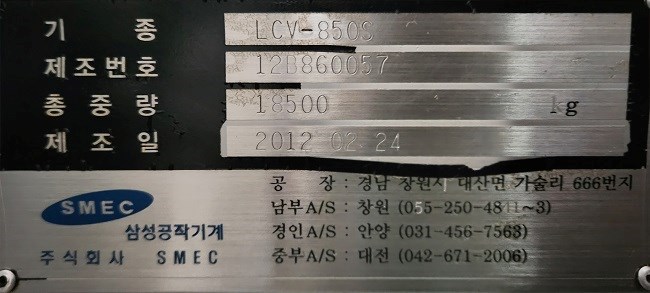 기 종 LCV-850S
제조번호 12B860057
총 중 량 18500 kg
제 조 일 2012 02 24
공 장 : 경남 창원시 대산면 가술리 666번지
SMEC 남부A/S : 창원 (055-250-4811~3)
삼성공작기계 경인A/S : 안양 (031-456-7563)
주식회사 SMEC 중부A/S : 대전 (042-671-2006)